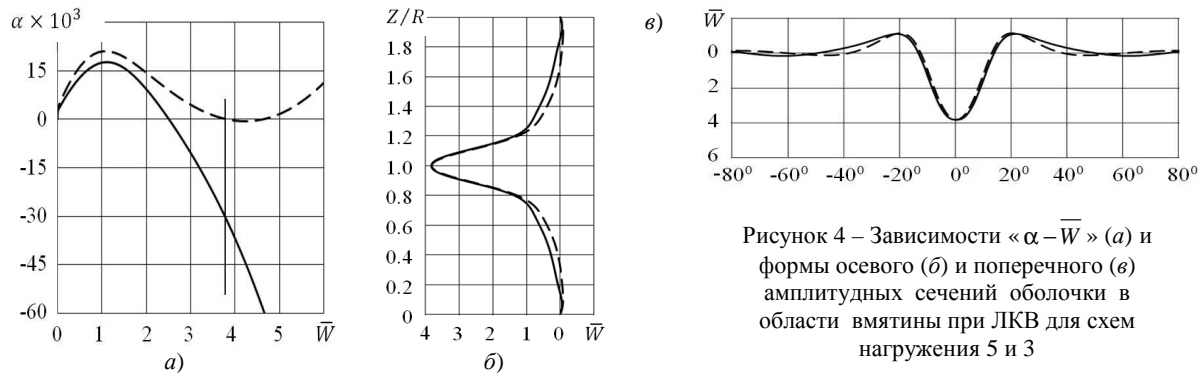 α × 10³
15
0
-15
-30
-45
-60
0 1 2 3 4 5 W̅
а)
Z/R
1.8
1.6
1.4
1.2
1.0
0.8
0.6
0.4
0.2
0
4 3 2 1 0 W̅
б)
в)
W̅
0
2
4
6
-80⁰ -60⁰ -40⁰ -20⁰ 0⁰ 20⁰ 40⁰ 60⁰ 80⁰
Рисунок 4 – Зависимости « α – W̅ » (а) и
формы осевого (б) и поперечного (в)
амплитудных сечений оболочки в
области вмятины при ЛКВ для схем
нагружения 5 и 3